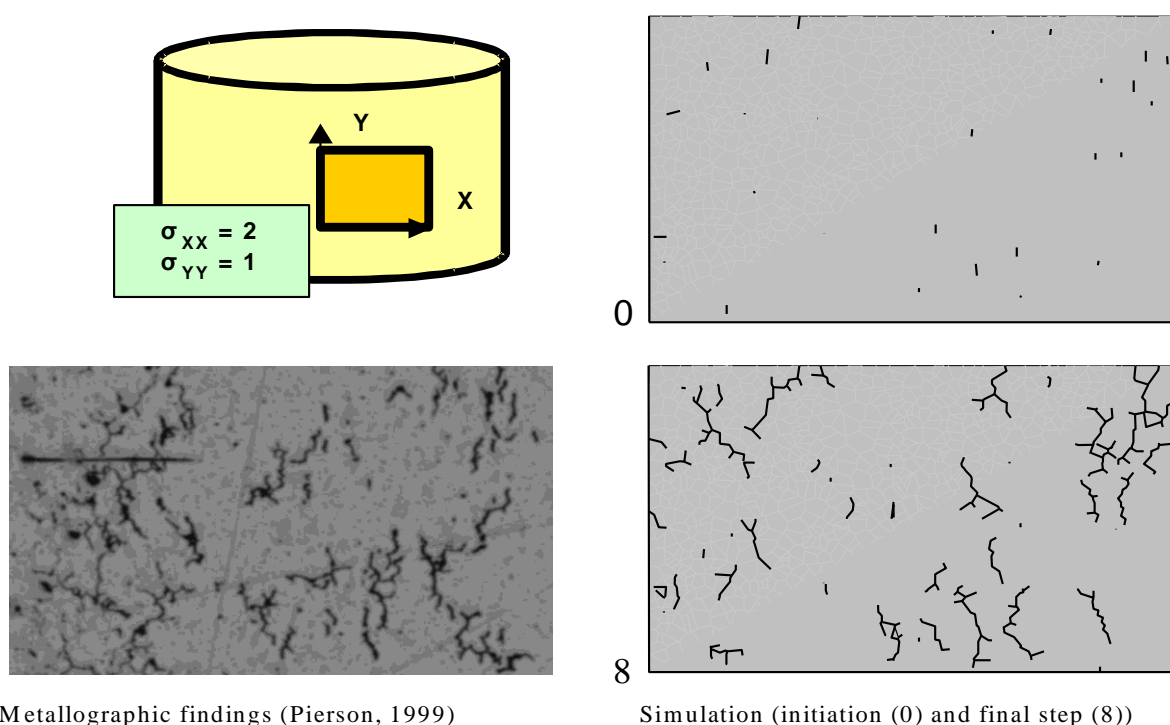 Y
X
σXX = 2
σYY = 1
0
8
Metallographic findings (Pierson, 1999)
Simulation (initiation (0) and final step (8))